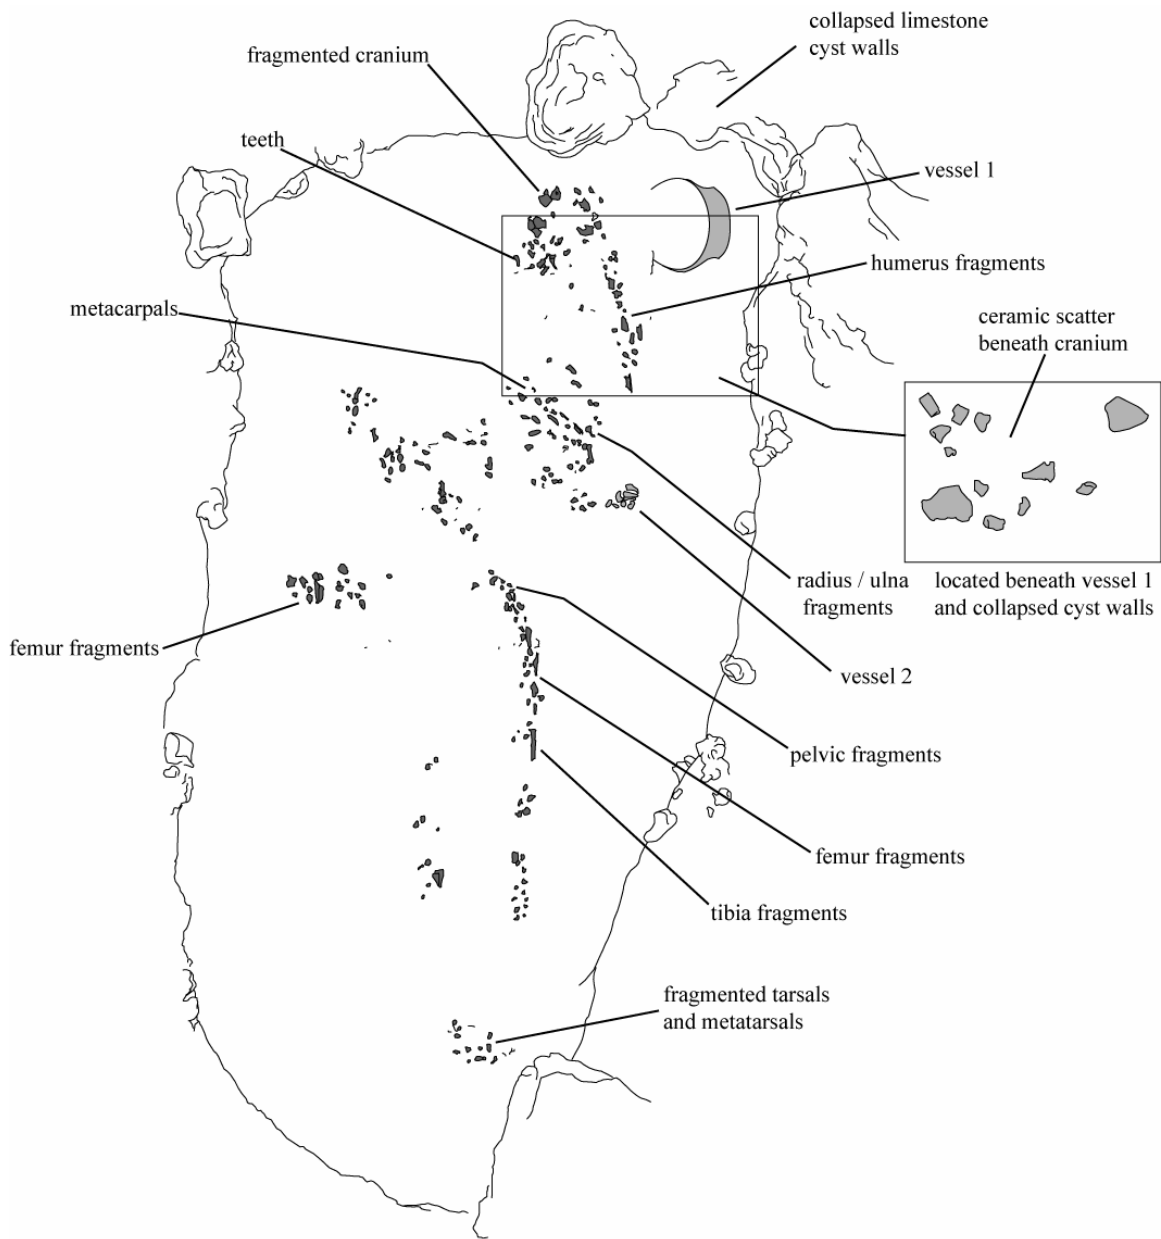 collapsed limestone
cyst walls
fragmented cranium
teeth
vessel 1
humerus fragments
metacarpals
ceramic scatter
beneath cranium
radius / ulna
fragments
located beneath vessel 1
and collapsed cyst walls
femur fragments
vessel 2
pelvic fragments
femur fragments
tibia fragments
fragmented tarsals
and metatarsals